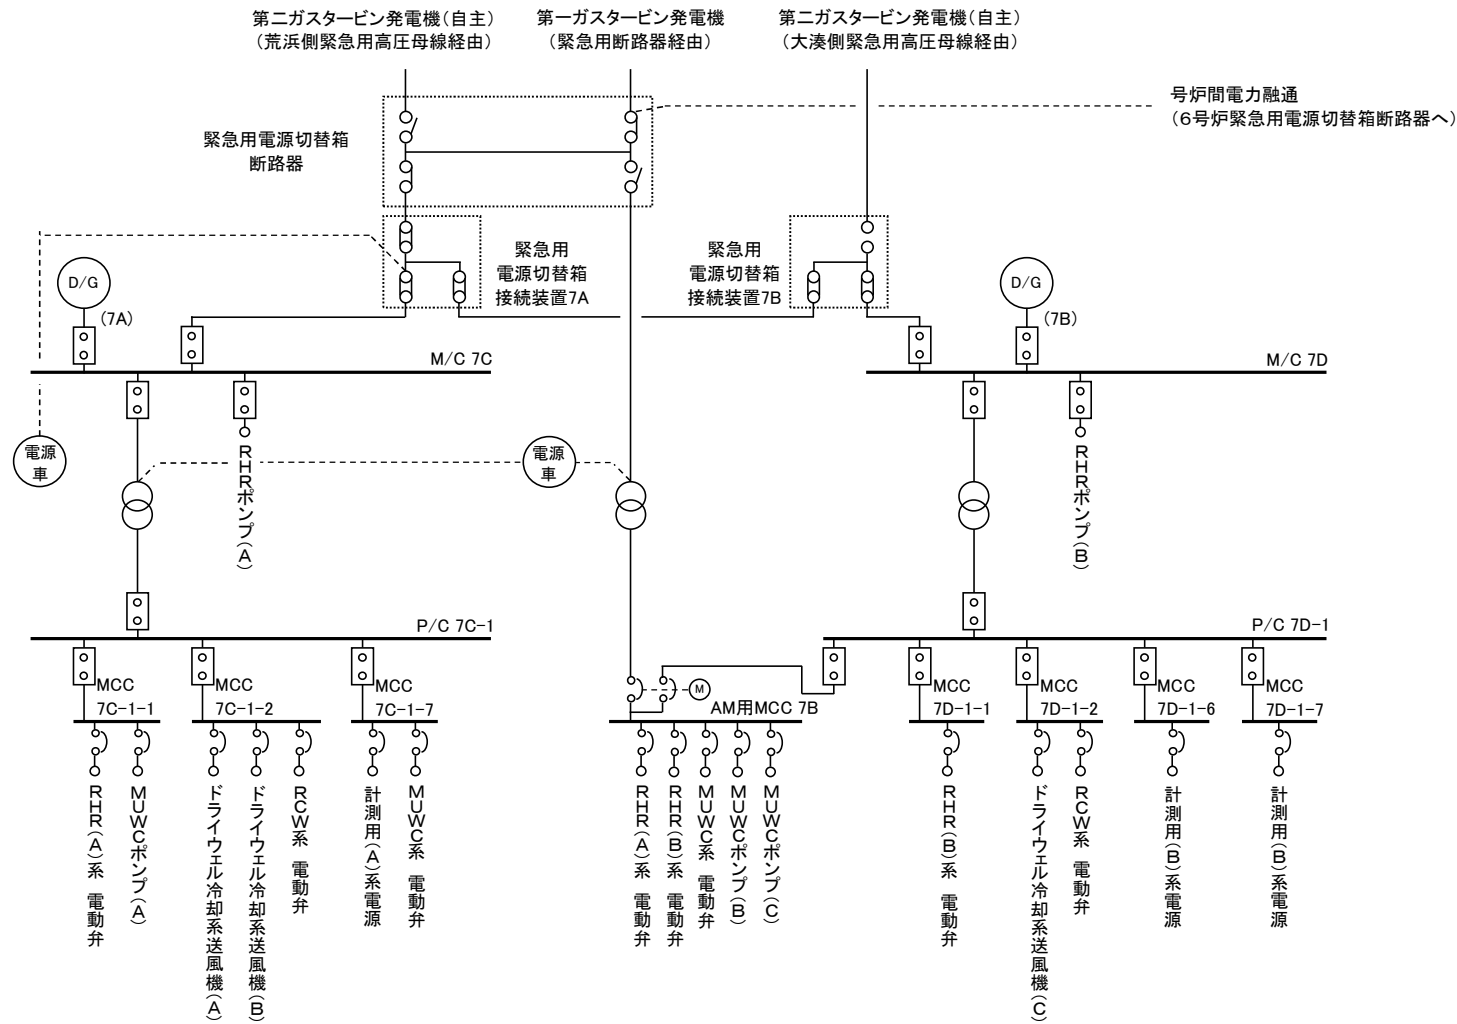 第二ガスタービン発電機(自主)
(荒浜側緊急用高圧母線経由)
第一ガスタービン発電機
(緊急用断路器経由)
第二ガスタービン発電機(自主)
(大湊側緊急用高圧母線経由)
号炉間電力融通
(6号炉緊急用電源切替箱断路器へ)
緊急用電源切替箱
断路器
緊急用
電源切替箱
接続装置7A
緊急用
電源切替箱
接続装置7B
D/G
(7A)
D/G
(7B)
M/C 7C
M/C 7D
電源
車
電源
車
RHRポンプ(A)
RHRポンプ(B)
P/C 7C-1
P/C 7D-1
MCC
7C-1-1
MCC
7C-1-2
MCC
7C-1-7
M
AM用MCC 7B
MCC
7D-1-1
MCC
7D-1-2
MCC
7D-1-6
MCC
7D-1-7
RHR(A)系 電動弁
MUWCポンプ(A)
ドライウェル冷却系送風機(A)
ドライウェル冷却系送風機(B)
RCW系 電動弁
計測用(A)系電源
MUWC系 電動弁
RHR(A)系 電動弁
RHR(B)系 電動弁
MUWC系 電動弁
MUWCポンプ(B)
MUWCポンプ(C)
RHR(B)系 電動弁
ドライウェル冷却系送風機(C)
RCW系 電動弁
計測用(B)系電源
計測用(B)系電源